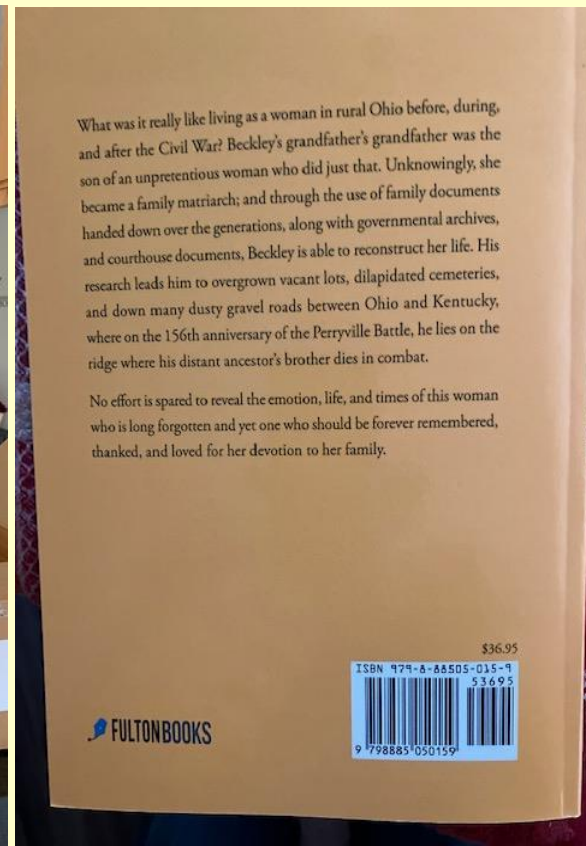 What was it really like living as a woman in rural Ohio before, during,
and after the Civil War? Beckley's grandfather's grandfather was the
son of an unpretentious woman who did just that. Unknowingly, she
became a family matriarch; and through the use of family documents
handed down over the generations, along with governmental archives,
and courthouse documents, Beckley is able to reconstruct her life. His
research leads him to overgrown vacant lots, dilapidated cemeteries,
and down many dusty gravel roads between Ohio and Kentucky,
where on the 156th anniversary of the Perryville Battle, he lies on the
ridge where his distant ancestor's brother dies in combat.
No effort is spared to reveal the emotion, life, and times of this woman
who is long forgotten and yet one who should be forever remembered,
thanked, and loved for her devotion to her family.
$36.95
ISBN 979-8-88505-015-9
53695
9 798885 050159
FULTON BOOKS